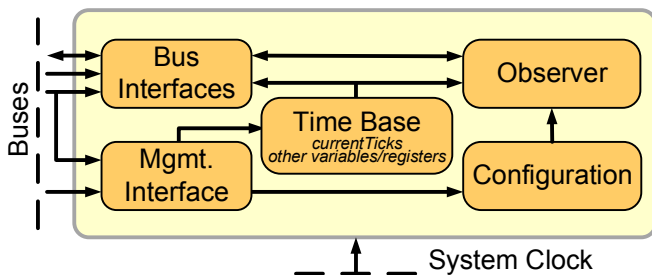 Buses
Bus
Interfaces
Observer
Time Base
currentTicks
other variables/registers
Mgmt.
Interface
Configuration
System Clock